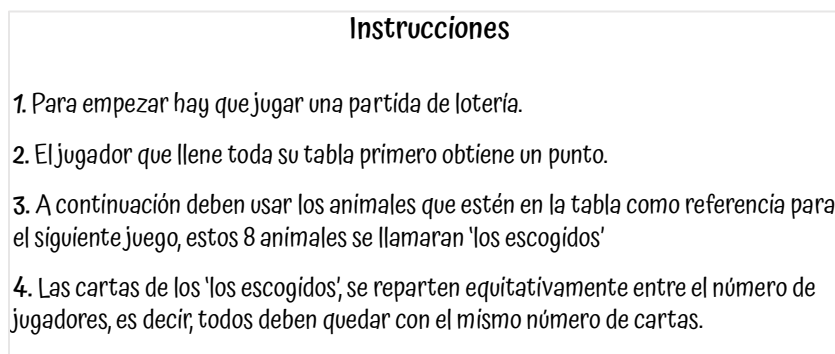 Instrucciones
1. Para empezar hay que jugar una partida de lotería.
2. El jugador que llene toda su tabla primero obtiene un punto.
3. A continuación deben usar los animales que estén en la tabla como referencia para
el siguiente juego, estos 8 animales se llamaran 'los escogidos'
4. Las cartas de los 'los escogidos', se reparten equitativamente entre el número de
jugadores, es decir, todos deben quedar con el mismo número de cartas.